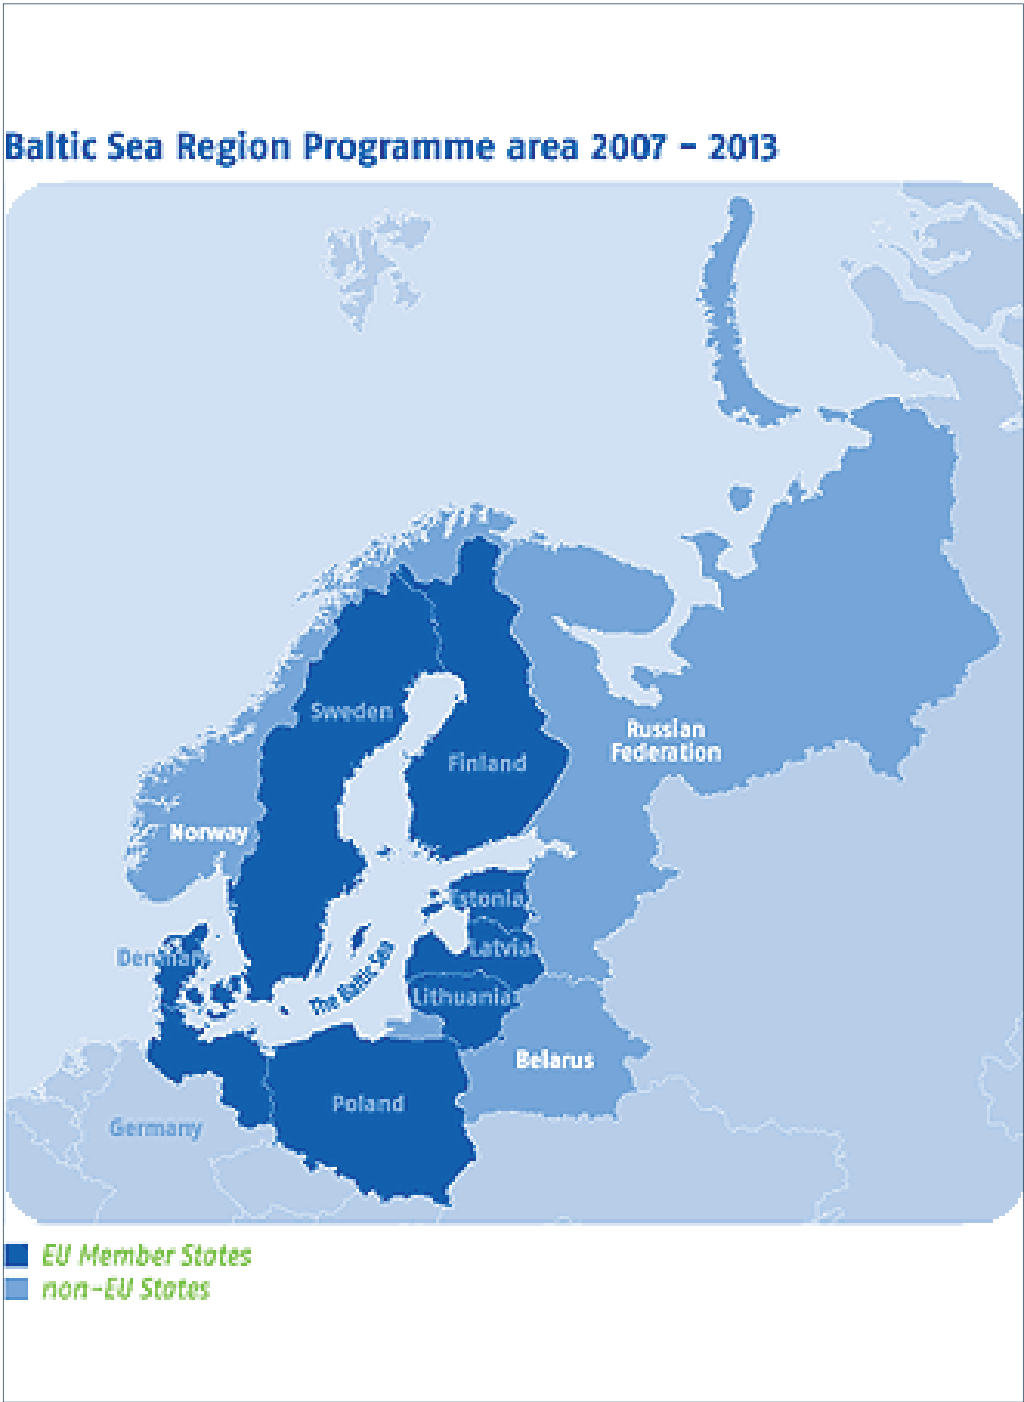 Baltic Sea Region Programme area 2007 – 2013
Sweden
Finland
Russian
Federation
Norway
Estonia
Denmark
Latvia
The Baltic Sea
Lithuania
Belarus
Poland
Germany
EU Member States
non-EU States